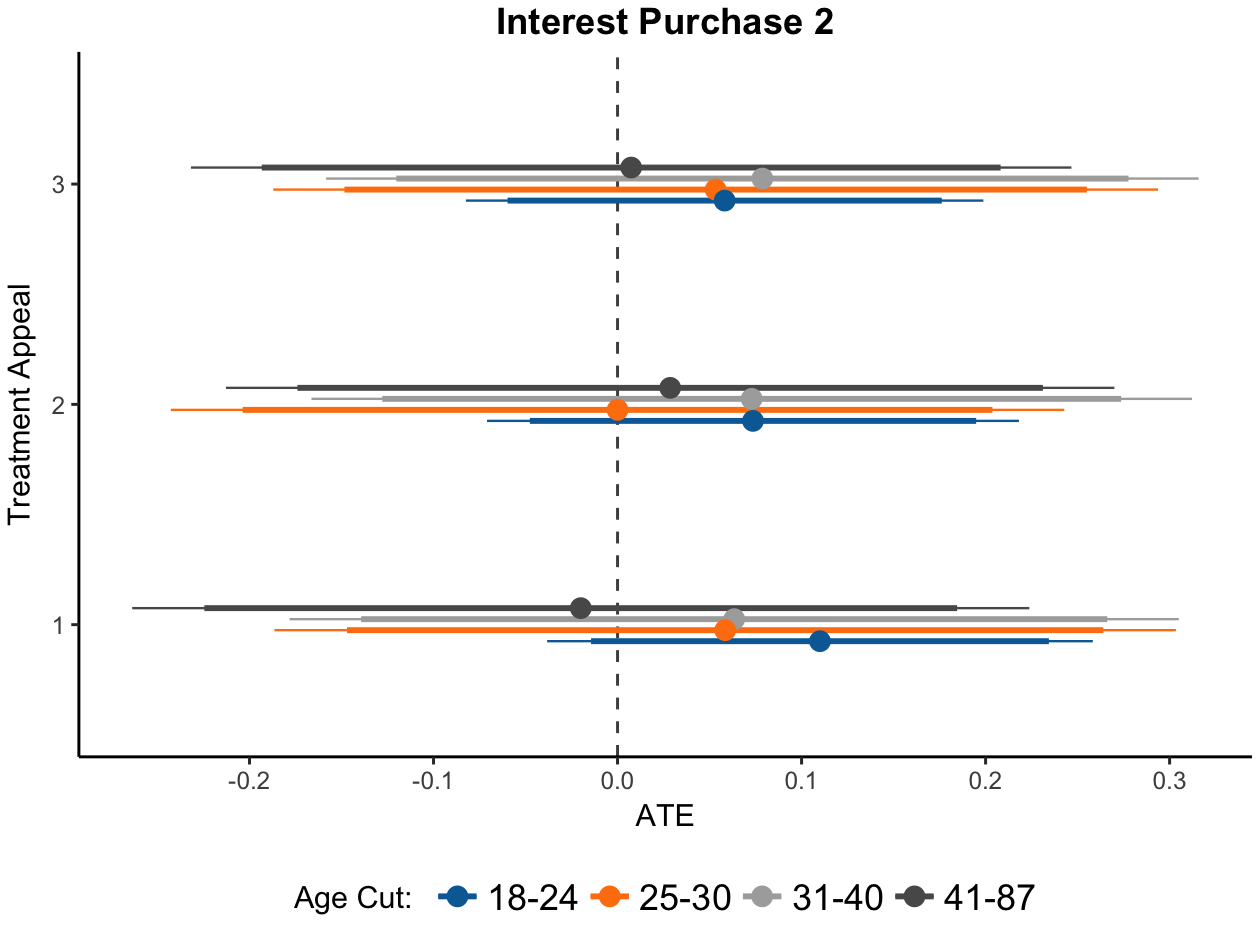 Interest Purchase 2
Treatment Appeal
3
2
1
-0.2 -0.1 0.0 0.1 0.2 0.3
ATE
Age Cut: 18-24 25-30 31-40 41-87